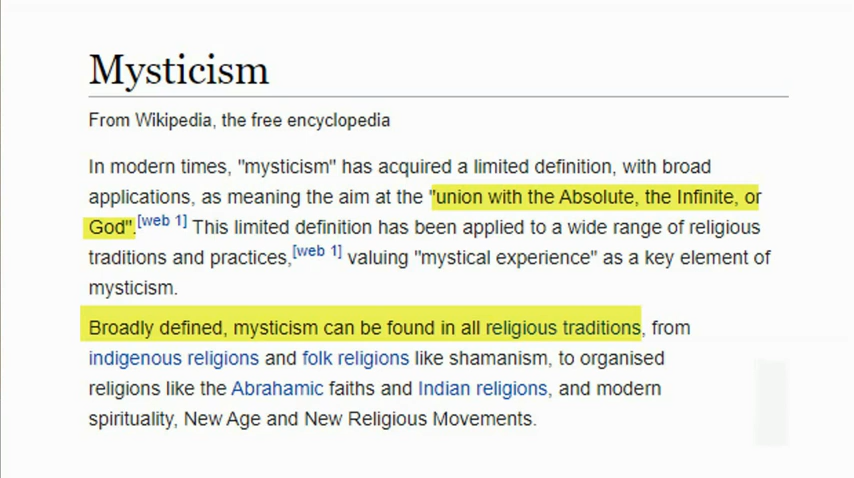 Mysticism
From Wikipedia, the free encyclopedia
In modern times, "mysticism" has acquired a limited definition, with broad
applications, as meaning the aim at the "union with the Absolute, the Infinite, or
God".[web 1] This limited definition has been applied to a wide range of religious
traditions and practices,[web 1] valuing "mystical experience" as a key element of
mysticism.
Broadly defined, mysticism can be found in all religious traditions, from
indigenous religions and folk religions like shamanism, to organised
religions like the Abrahamic faiths and Indian religions, and modern
spirituality, New Age and New Religious Movements.